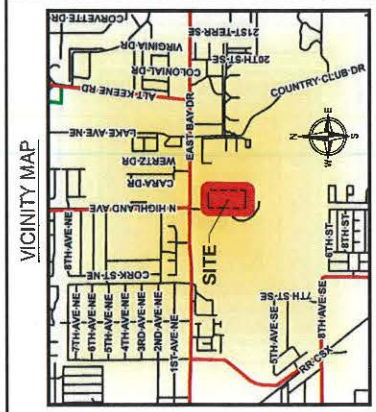 VICINITY MAP
CORVETTE DR
VIRGINIA DR
COLONIAL DR
ALT KEENE RD
21ST-TERR-SE
20TH-ST-SE
COUNTRY-CLUB-DR
LAKE-AVE-NE
EAST-BAY-DR
WERTZ-DR
CARA-DR
N HIGHLAND AVE
N
E
S
W
SITE
8TH-AVE-NE
CORK-ST-NE
7TH-AVE-NE
6TH-AVE-NE
5TH-AVE-NE
4TH-AVE-NE
3RD-AVE-NE
2ND-AVE-NE
1ST-AVE-NE
7TH-ST-SE
6TH-ST
8TH-ST
5TH-AVE-SE
8TH-AVE-SE
RR CSX